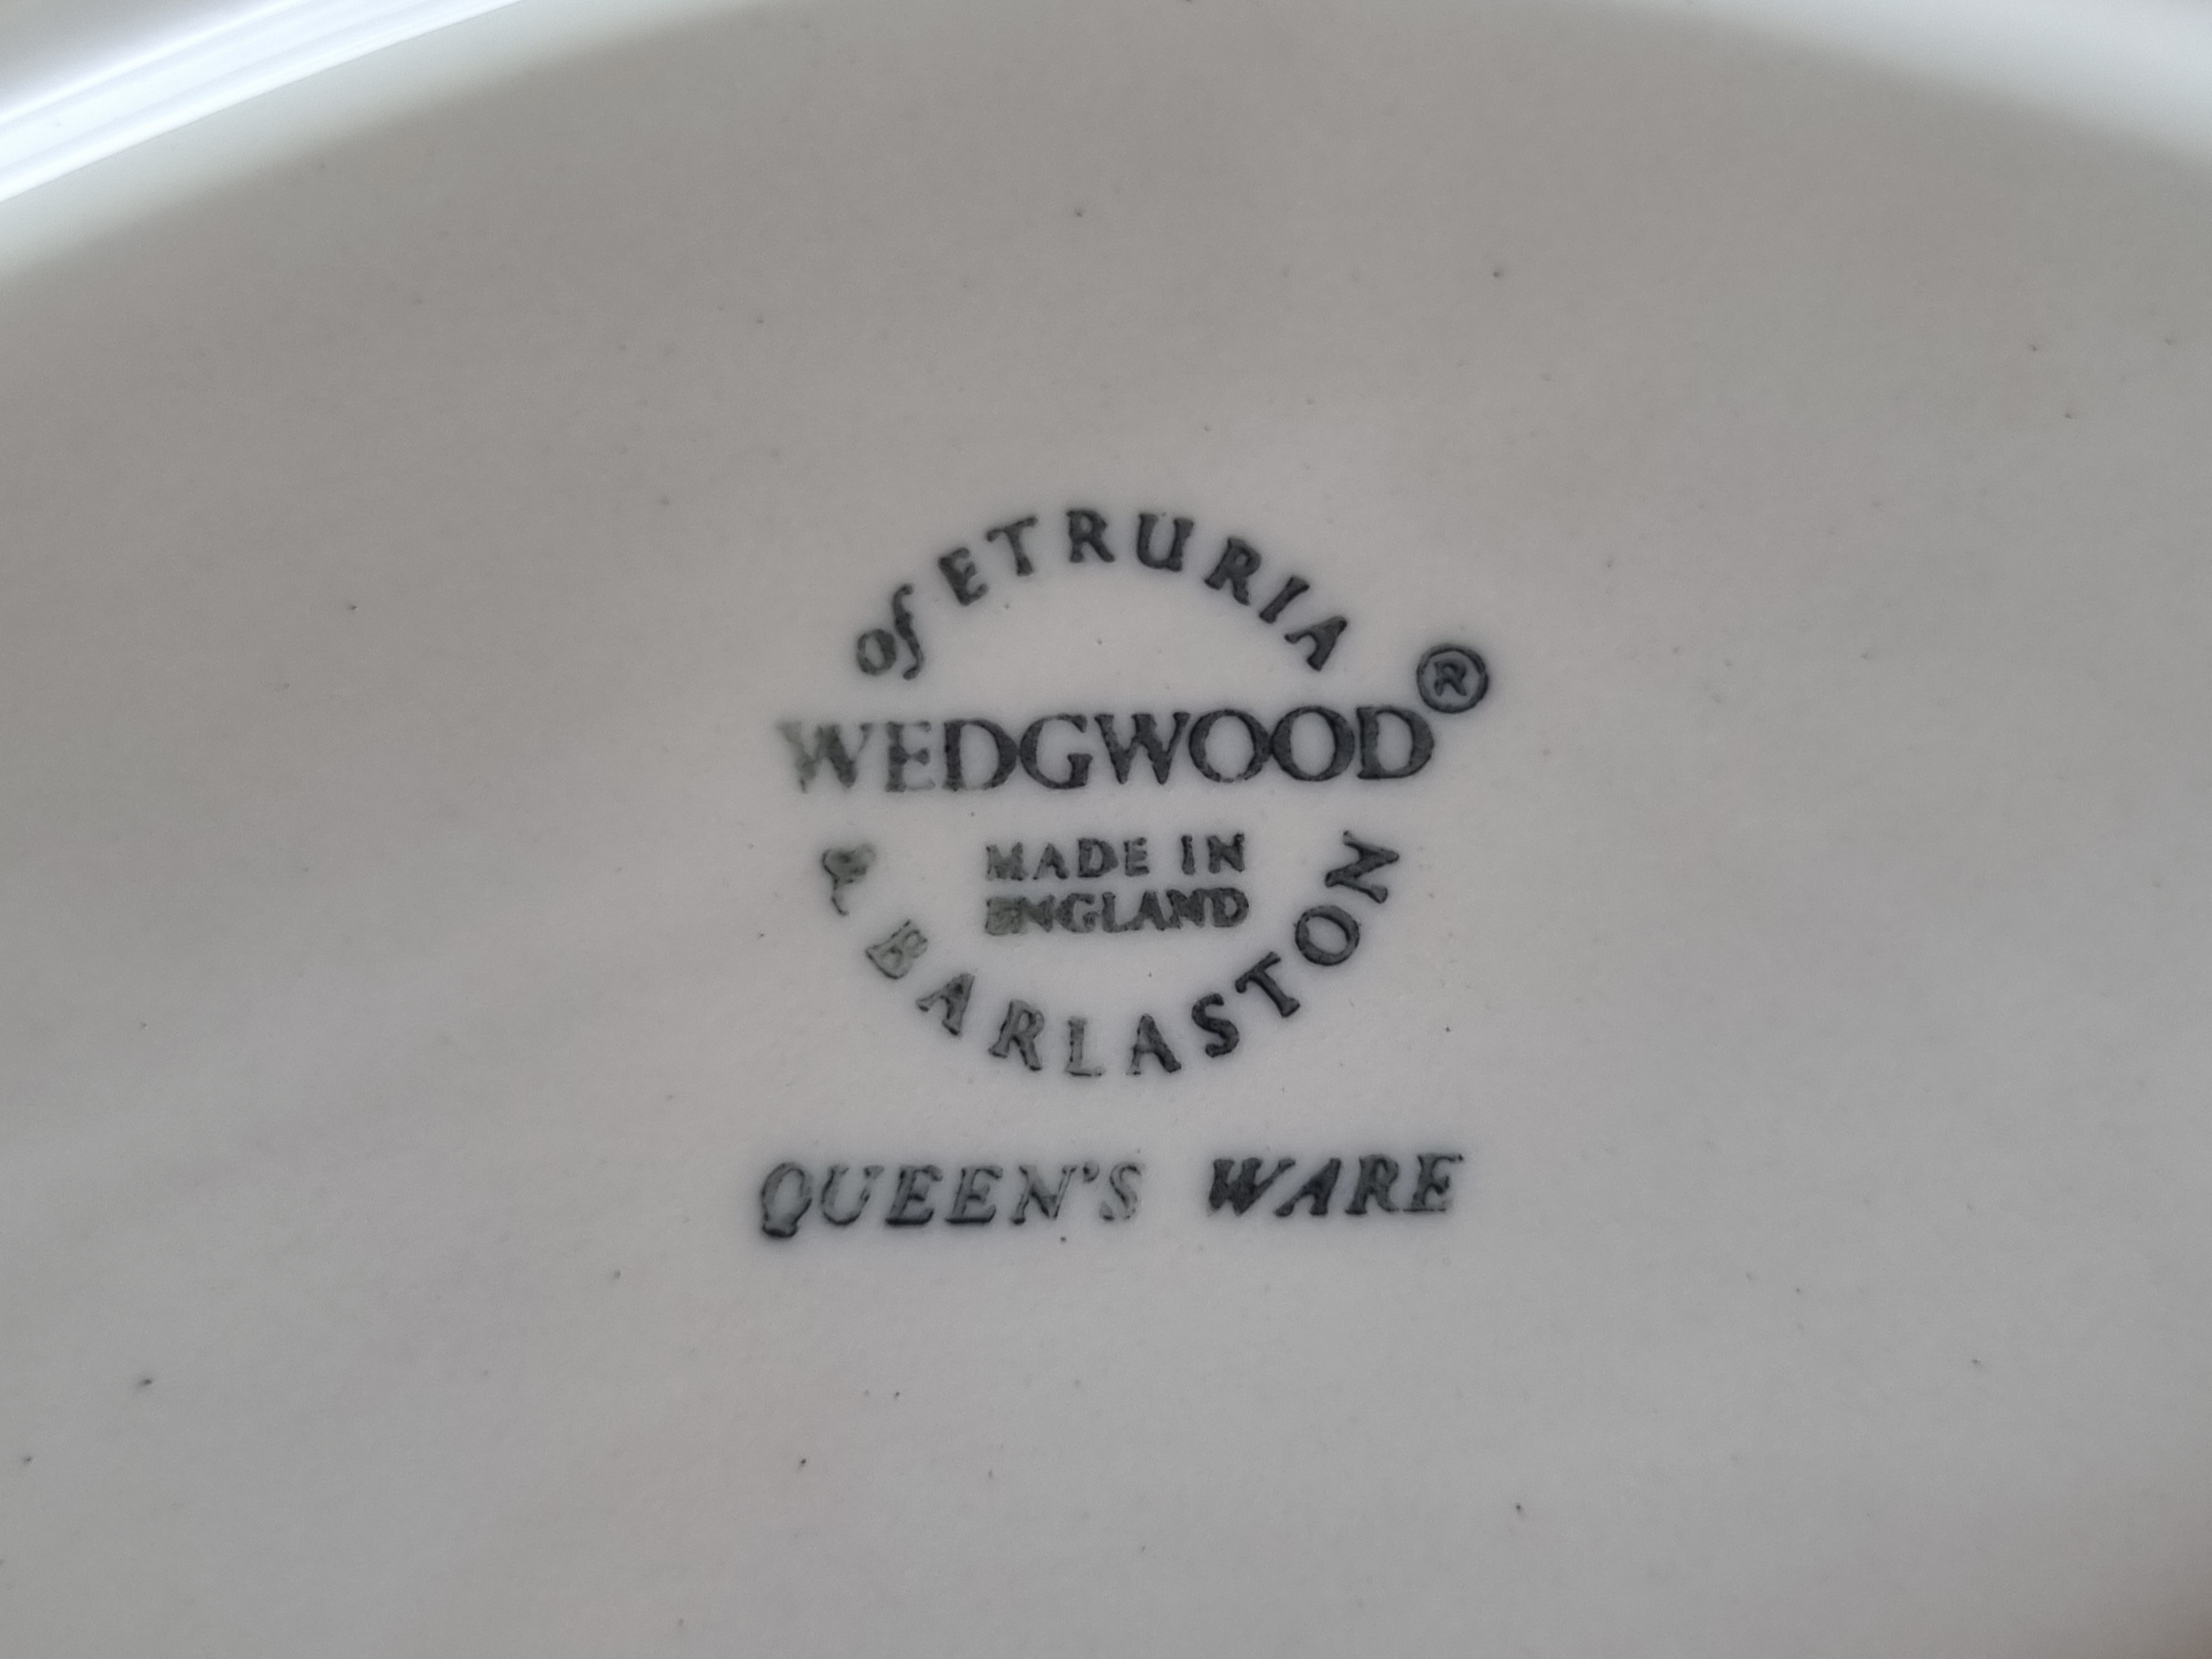 of ETRURIA
WEDGWOOD®
MADE IN
ENGLAND
& BARLASTON
QUEEN'S WARE